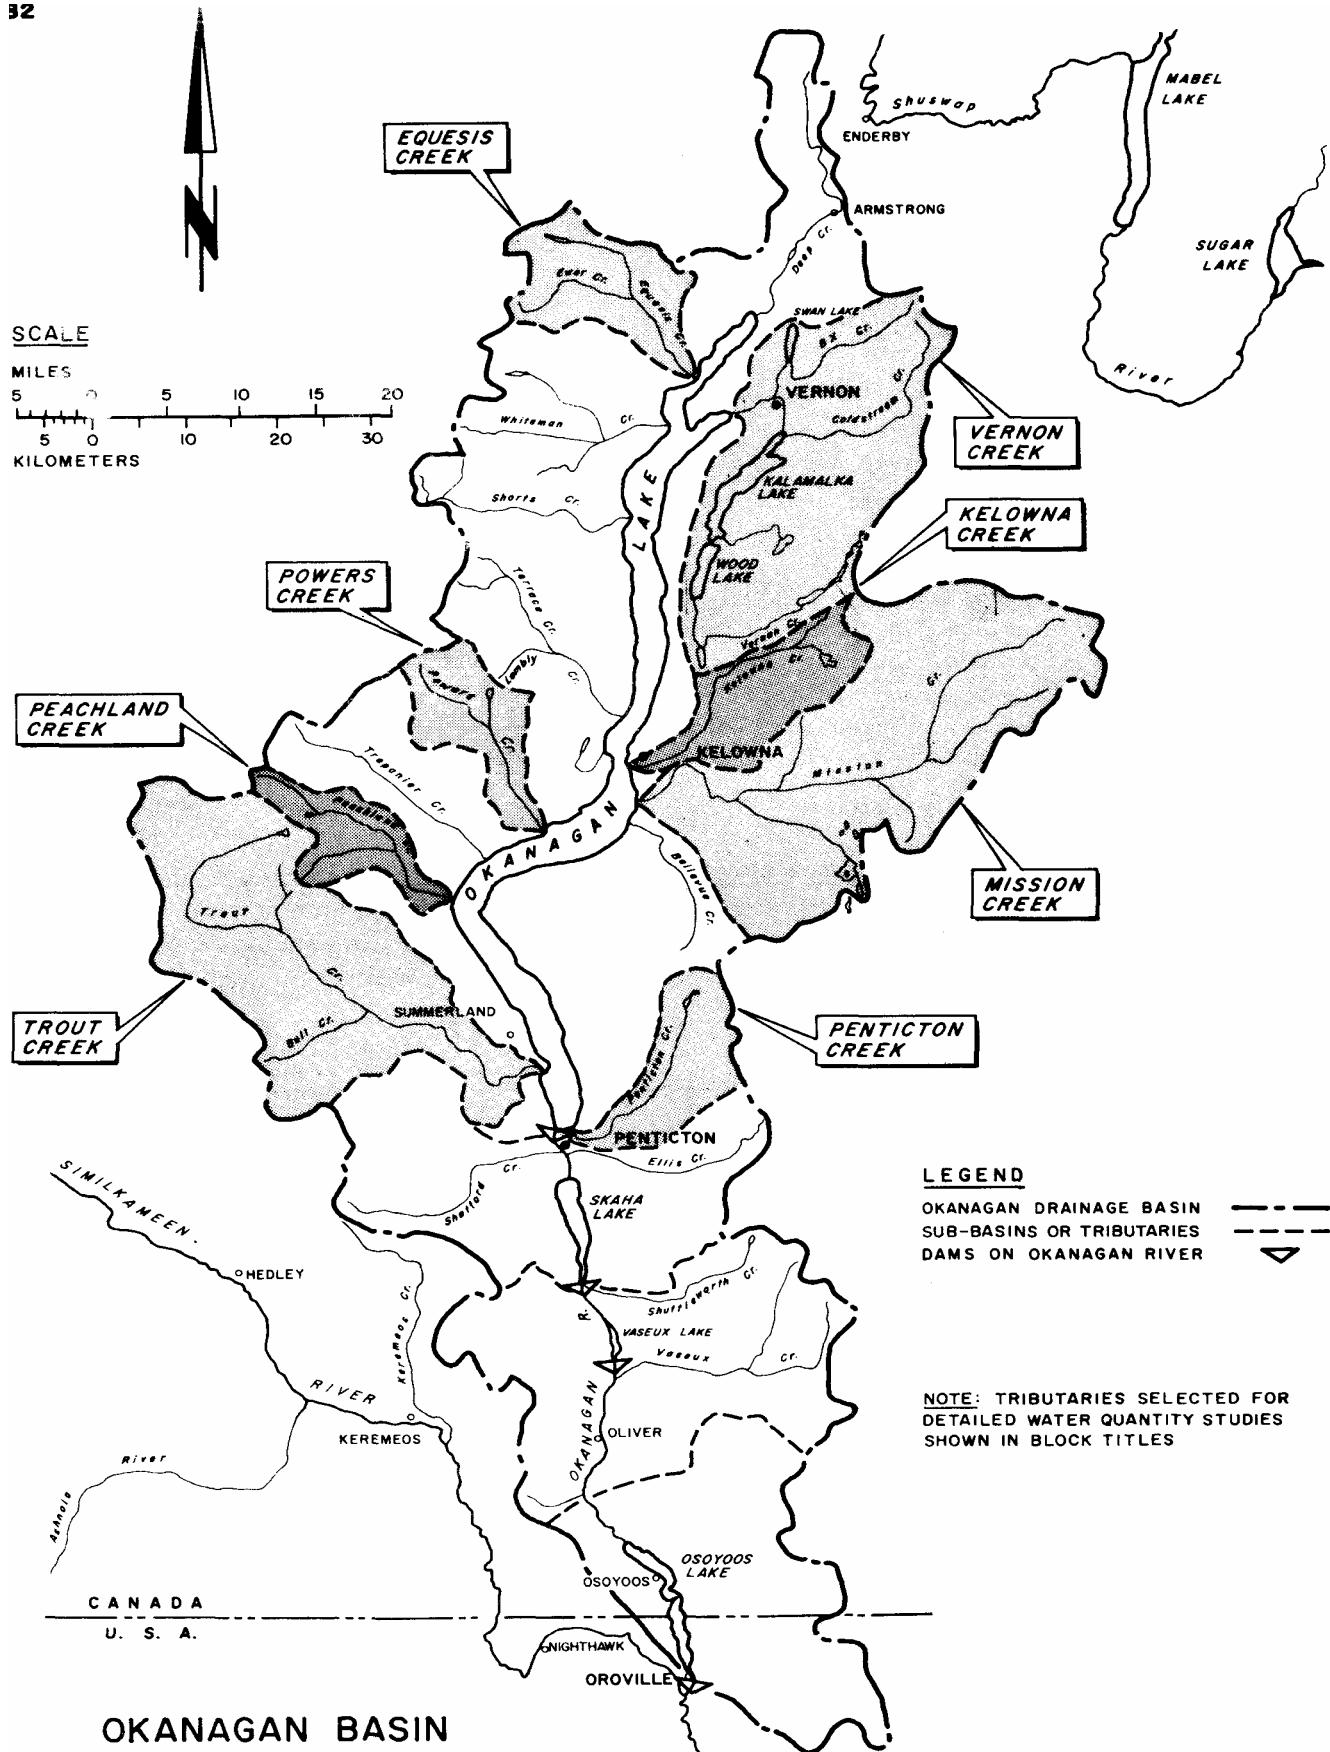 32
N
Shuswap
MABEL
LAKE
ENDERBY
EQUESIS
CREEK
ARMSTRONG
Deep Cr.
SUGAR
LAKE
Ewer Cr.
Equesis Cr.
SWAN LAKE
BX Cr.
SCALE
MILES
5 0 5 10 15 20
5 0 10 20 30
KILOMETERS
River
VERNON
Coldstream Cr.
Whiteman Cr.
VERNON
CREEK
KALAMALKA
LAKE
Shorts Cr.
KELOWNA
CREEK
WOOD
LAKE
POWERS
CREEK
Terrace Cr.
Vernon Cr.
Kelowna Cr.
Lambly Cr.
Powers Cr.
Cr.
PEACHLAND
CREEK
KELOWNA
Mission
Trepanier Cr.
Peachland
OKANAGAN LAKE
Bellevue Cr.
MISSION
CREEK
Trout
Cr.
SUMMERLAND
Bull Cr.
TROUT
CREEK
PENTICTON
CREEK
Penticton Cr.
PENTICTON
Ellis Cr.
Shatford Cr.
SIMILKAMEEN
SKAHA
LAKE
LEGEND
OKANAGAN DRAINAGE BASIN
SUB-BASINS OR TRIBUTARIES
DAMS ON OKANAGAN RIVER
HEDLEY
Keremeos Cr.
Shuttleworth Cr.
R.
VASEUX LAKE
Vaseux Cr.
RIVER
KEREMEOS
OKANAGAN
OLIVER
NOTE: TRIBUTARIES SELECTED FOR
DETAILED WATER QUANTITY STUDIES
SHOWN IN BLOCK TITLES
River
Ashnola
OSOYOOS
LAKE
OSOYOOS
CANADA
U. S. A.
NIGHTHAWK
OROVILLE
OKANAGAN BASIN